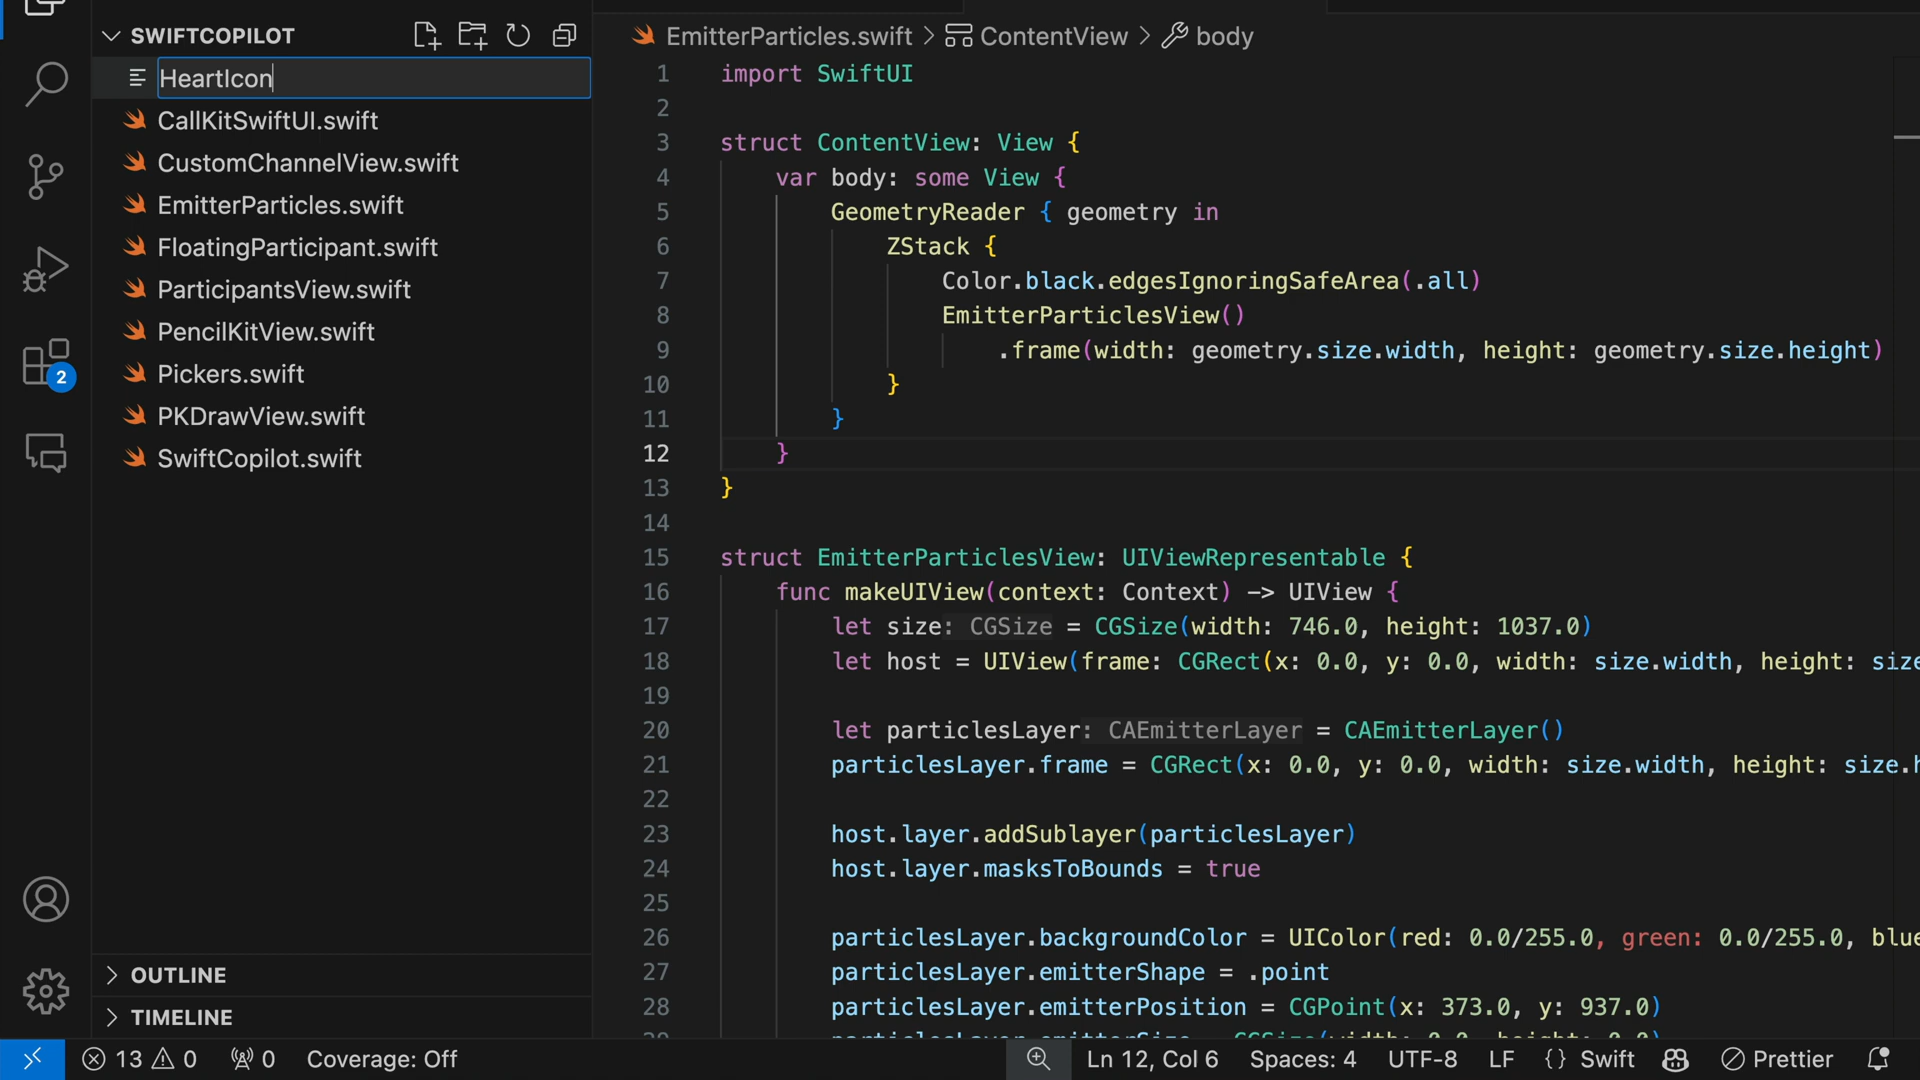 SWIFTCOPILOT
HeartIcon
CallKitSwiftUI.swift
CustomChannelView.swift
EmitterParticles.swift
FloatingParticipant.swift
ParticipantsView.swift
PencilKitView.swift
Pickers.swift
PKDrawView.swift
SwiftCopilot.swift
2
OUTLINE
TIMELINE
EmitterParticles.swift > ContentView > body
1 import SwiftUI
2
3 struct ContentView: View {
4 var body: some View {
5 GeometryReader { geometry in
6 ZStack {
7 Color.black.edgesIgnoringSafeArea(.all)
8 EmitterParticlesView()
9 .frame(width: geometry.size.width, height: geometry.size.height)
10 }
11 }
12 }
13 }
14
15 struct EmitterParticlesView: UIViewRepresentable {
16 func makeUIView(context: Context) -> UIView {
17 let size: CGSize = CGSize(width: 746.0, height: 1037.0)
18 let host = UIView(frame: CGRect(x: 0.0, y: 0.0, width: size.width, height: size
19
20 let particlesLayer: CAEmitterLayer = CAEmitterLayer()
21 particlesLayer.frame = CGRect(x: 0.0, y: 0.0, width: size.width, height: size.h
22
23 host.layer.addSublayer(particlesLayer)
24 host.layer.masksToBounds = true
25
26 particlesLayer.backgroundColor = UIColor(red: 0.0/255.0, green: 0.0/255.0, blue
27 particlesLayer.emitterShape = .point
28 particlesLayer.emitterPosition = CGPoint(x: 373.0, y: 937.0)
13 0 0 Coverage: Off Ln 12, Col 6 Spaces: 4 UTF-8 LF {} Swift Prettier